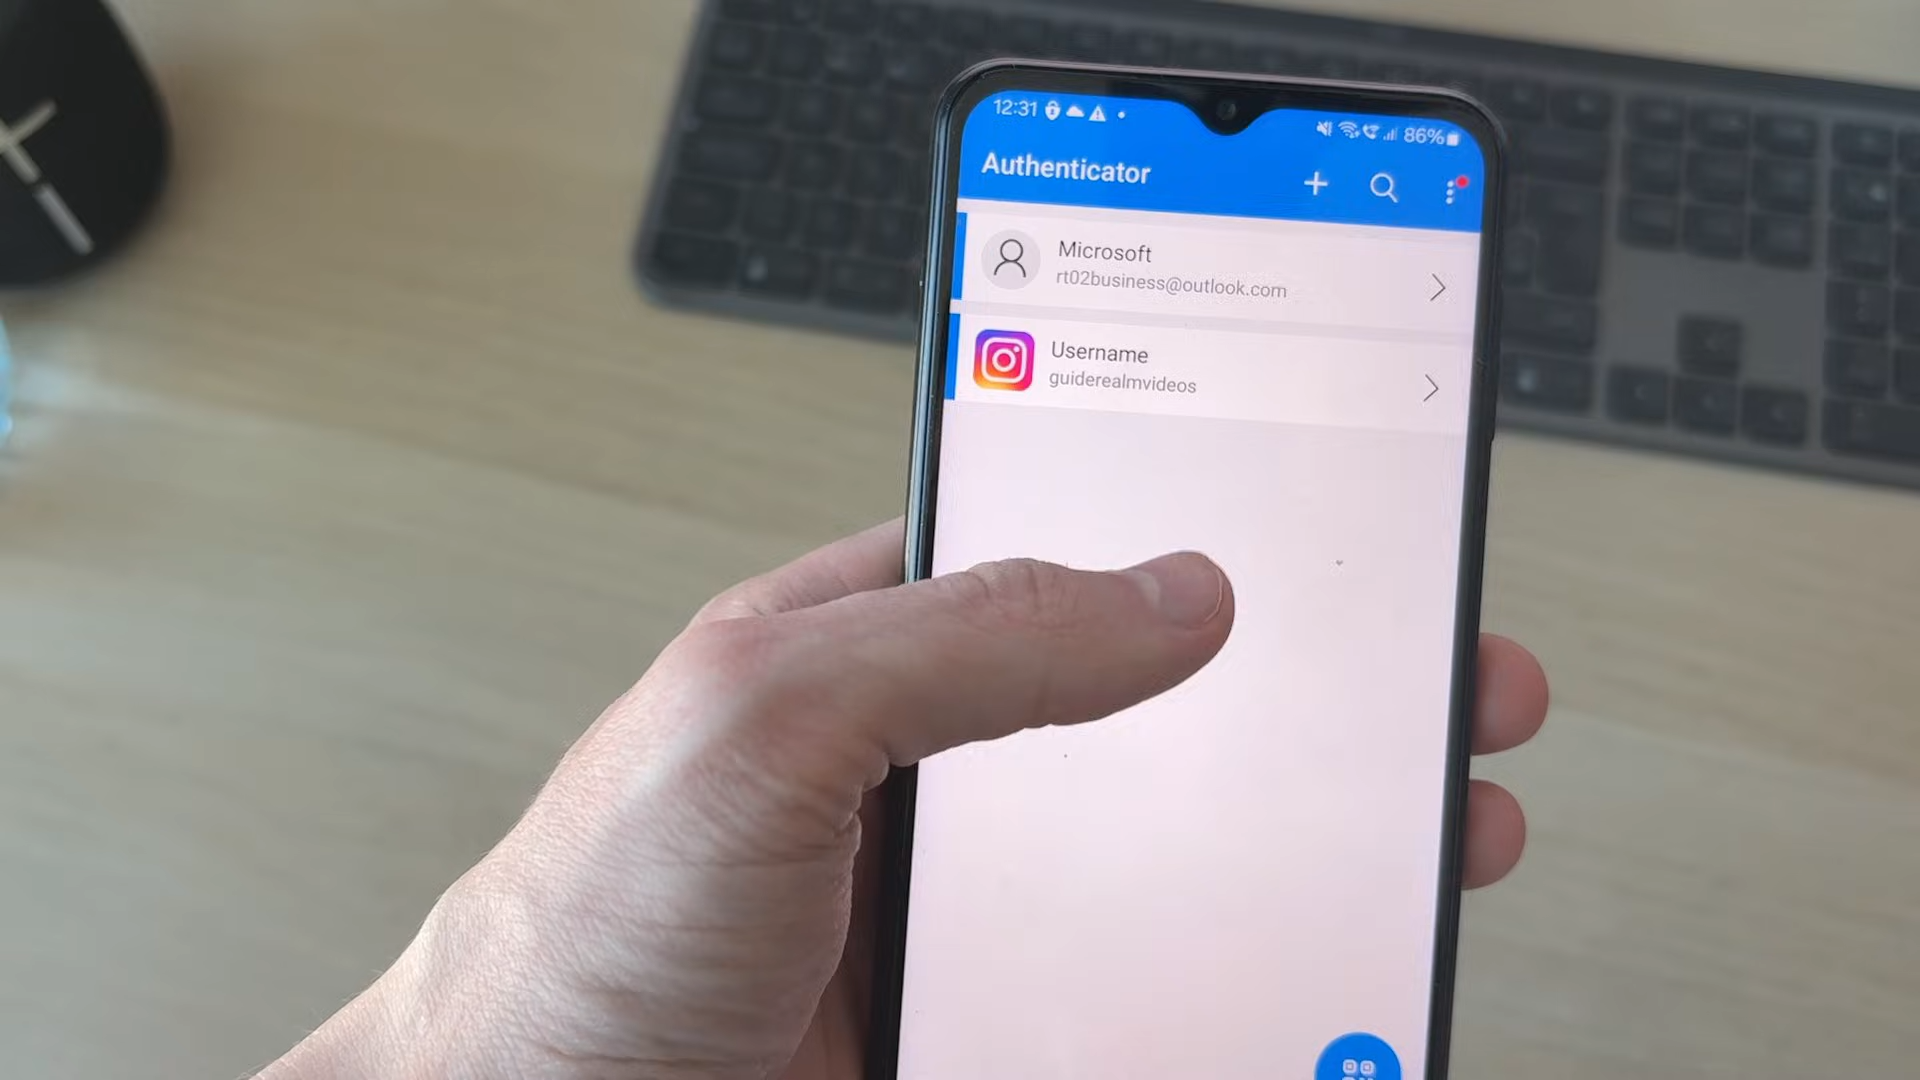 12:31
86%
Authenticator
Microsoft
rt02business@outlook.com
Username
guiderealmvideos